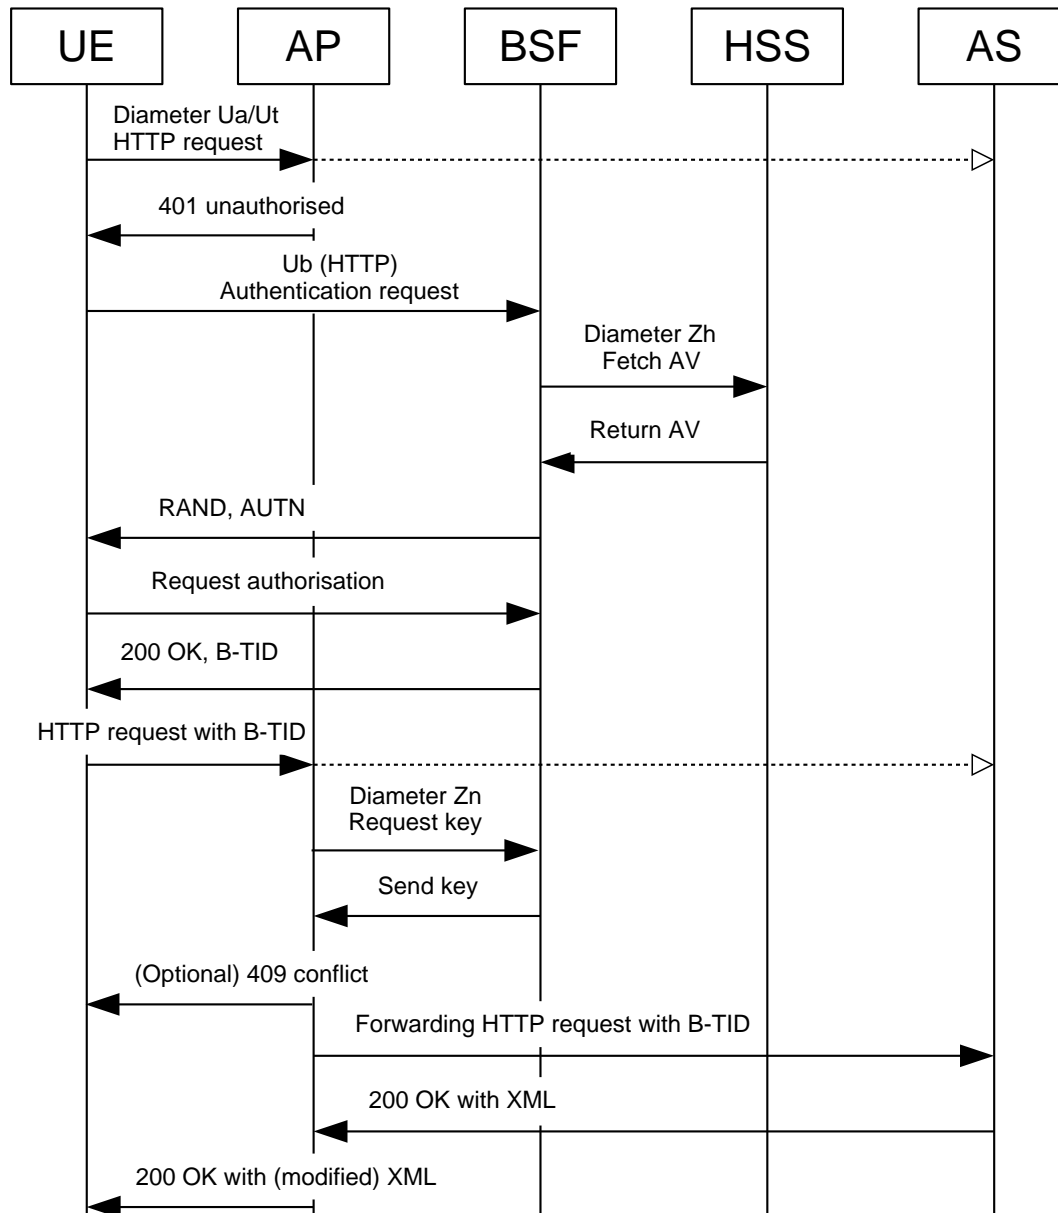 UE
AP
BSF
HSS
AS
Diameter Ua/Ut
HTTP request
401 unauthorised
Ub (HTTP)
Authentication request
Diameter Zh
Fetch AV
Return AV
RAND, AUTN
Request authorisation
200 OK, B-TID
HTTP request with B-TID
Diameter Zn
Request key
Send key
(Optional) 409 conflict
Forwarding HTTP request with B-TID
200 OK with XML
200 OK with (modified) XML